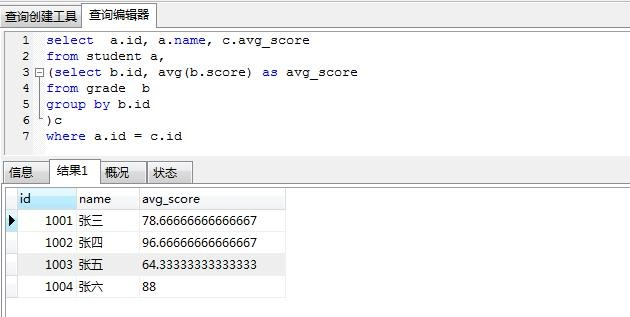 查询创建工具 查询编辑器
1 select  a.id, a.name, c.avg_score
2 from student a,
3 (select b.id, avg(b.score) as avg_score
4 from grade  b
5 group by b.id
6 )c
7 where a.id = c.id
信息 结果1 概况 状态
id name avg_score
1001 张三 78.66666666666667
1002 张四 96.66666666666667
1003 张五 64.33333333333333
1004 张六 88